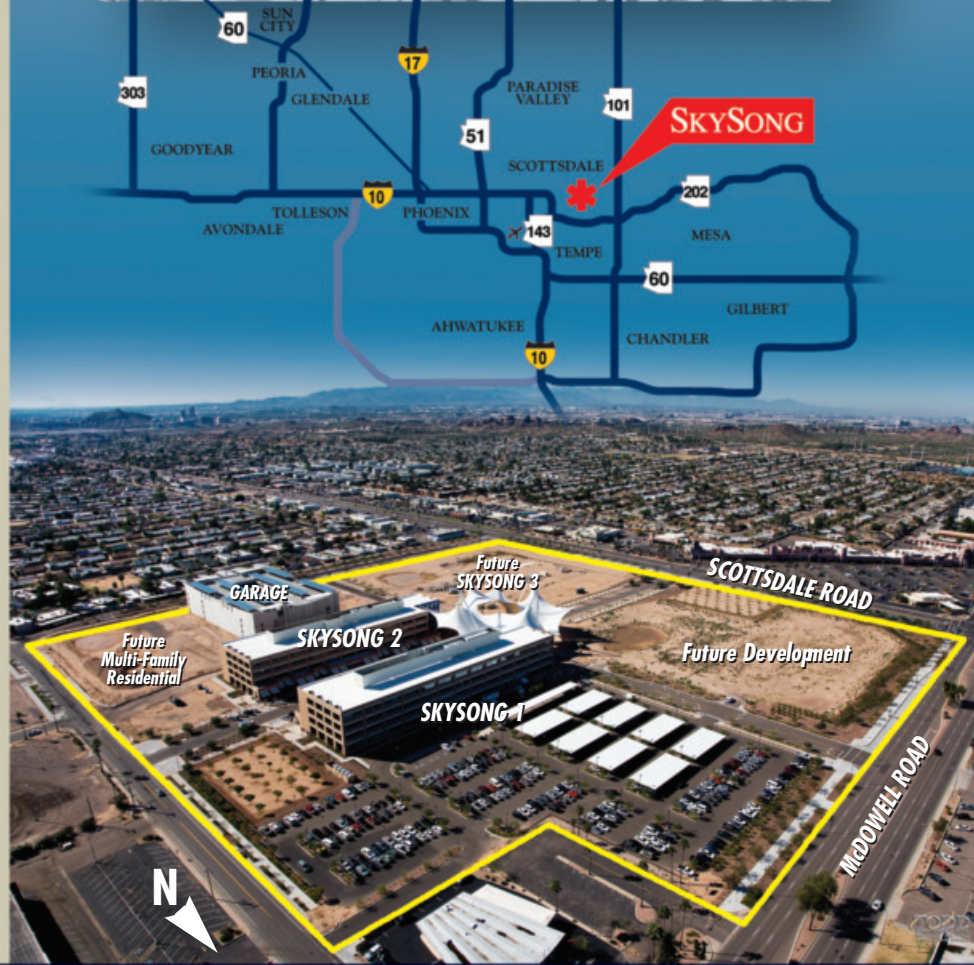 SUN
CITY
60
17
PEORIA
303
GLENDALE
PARADISE
VALLEY
101
SKYSONG
51
GOODYEAR
SCOTTSDALE
10
202
TOLLESON
PHOENIX
AVONDALE
143
MESA
TEMPE
60
GILBERT
AHWATUKEE
CHANDLER
10
Future
SKYSONG 3
SCOTTSDALE ROAD
GARAGE
SKYSONG 2
Future
Multi-Family
Residential
Future Development
SKYSONG 1
McDOWELL ROAD
N